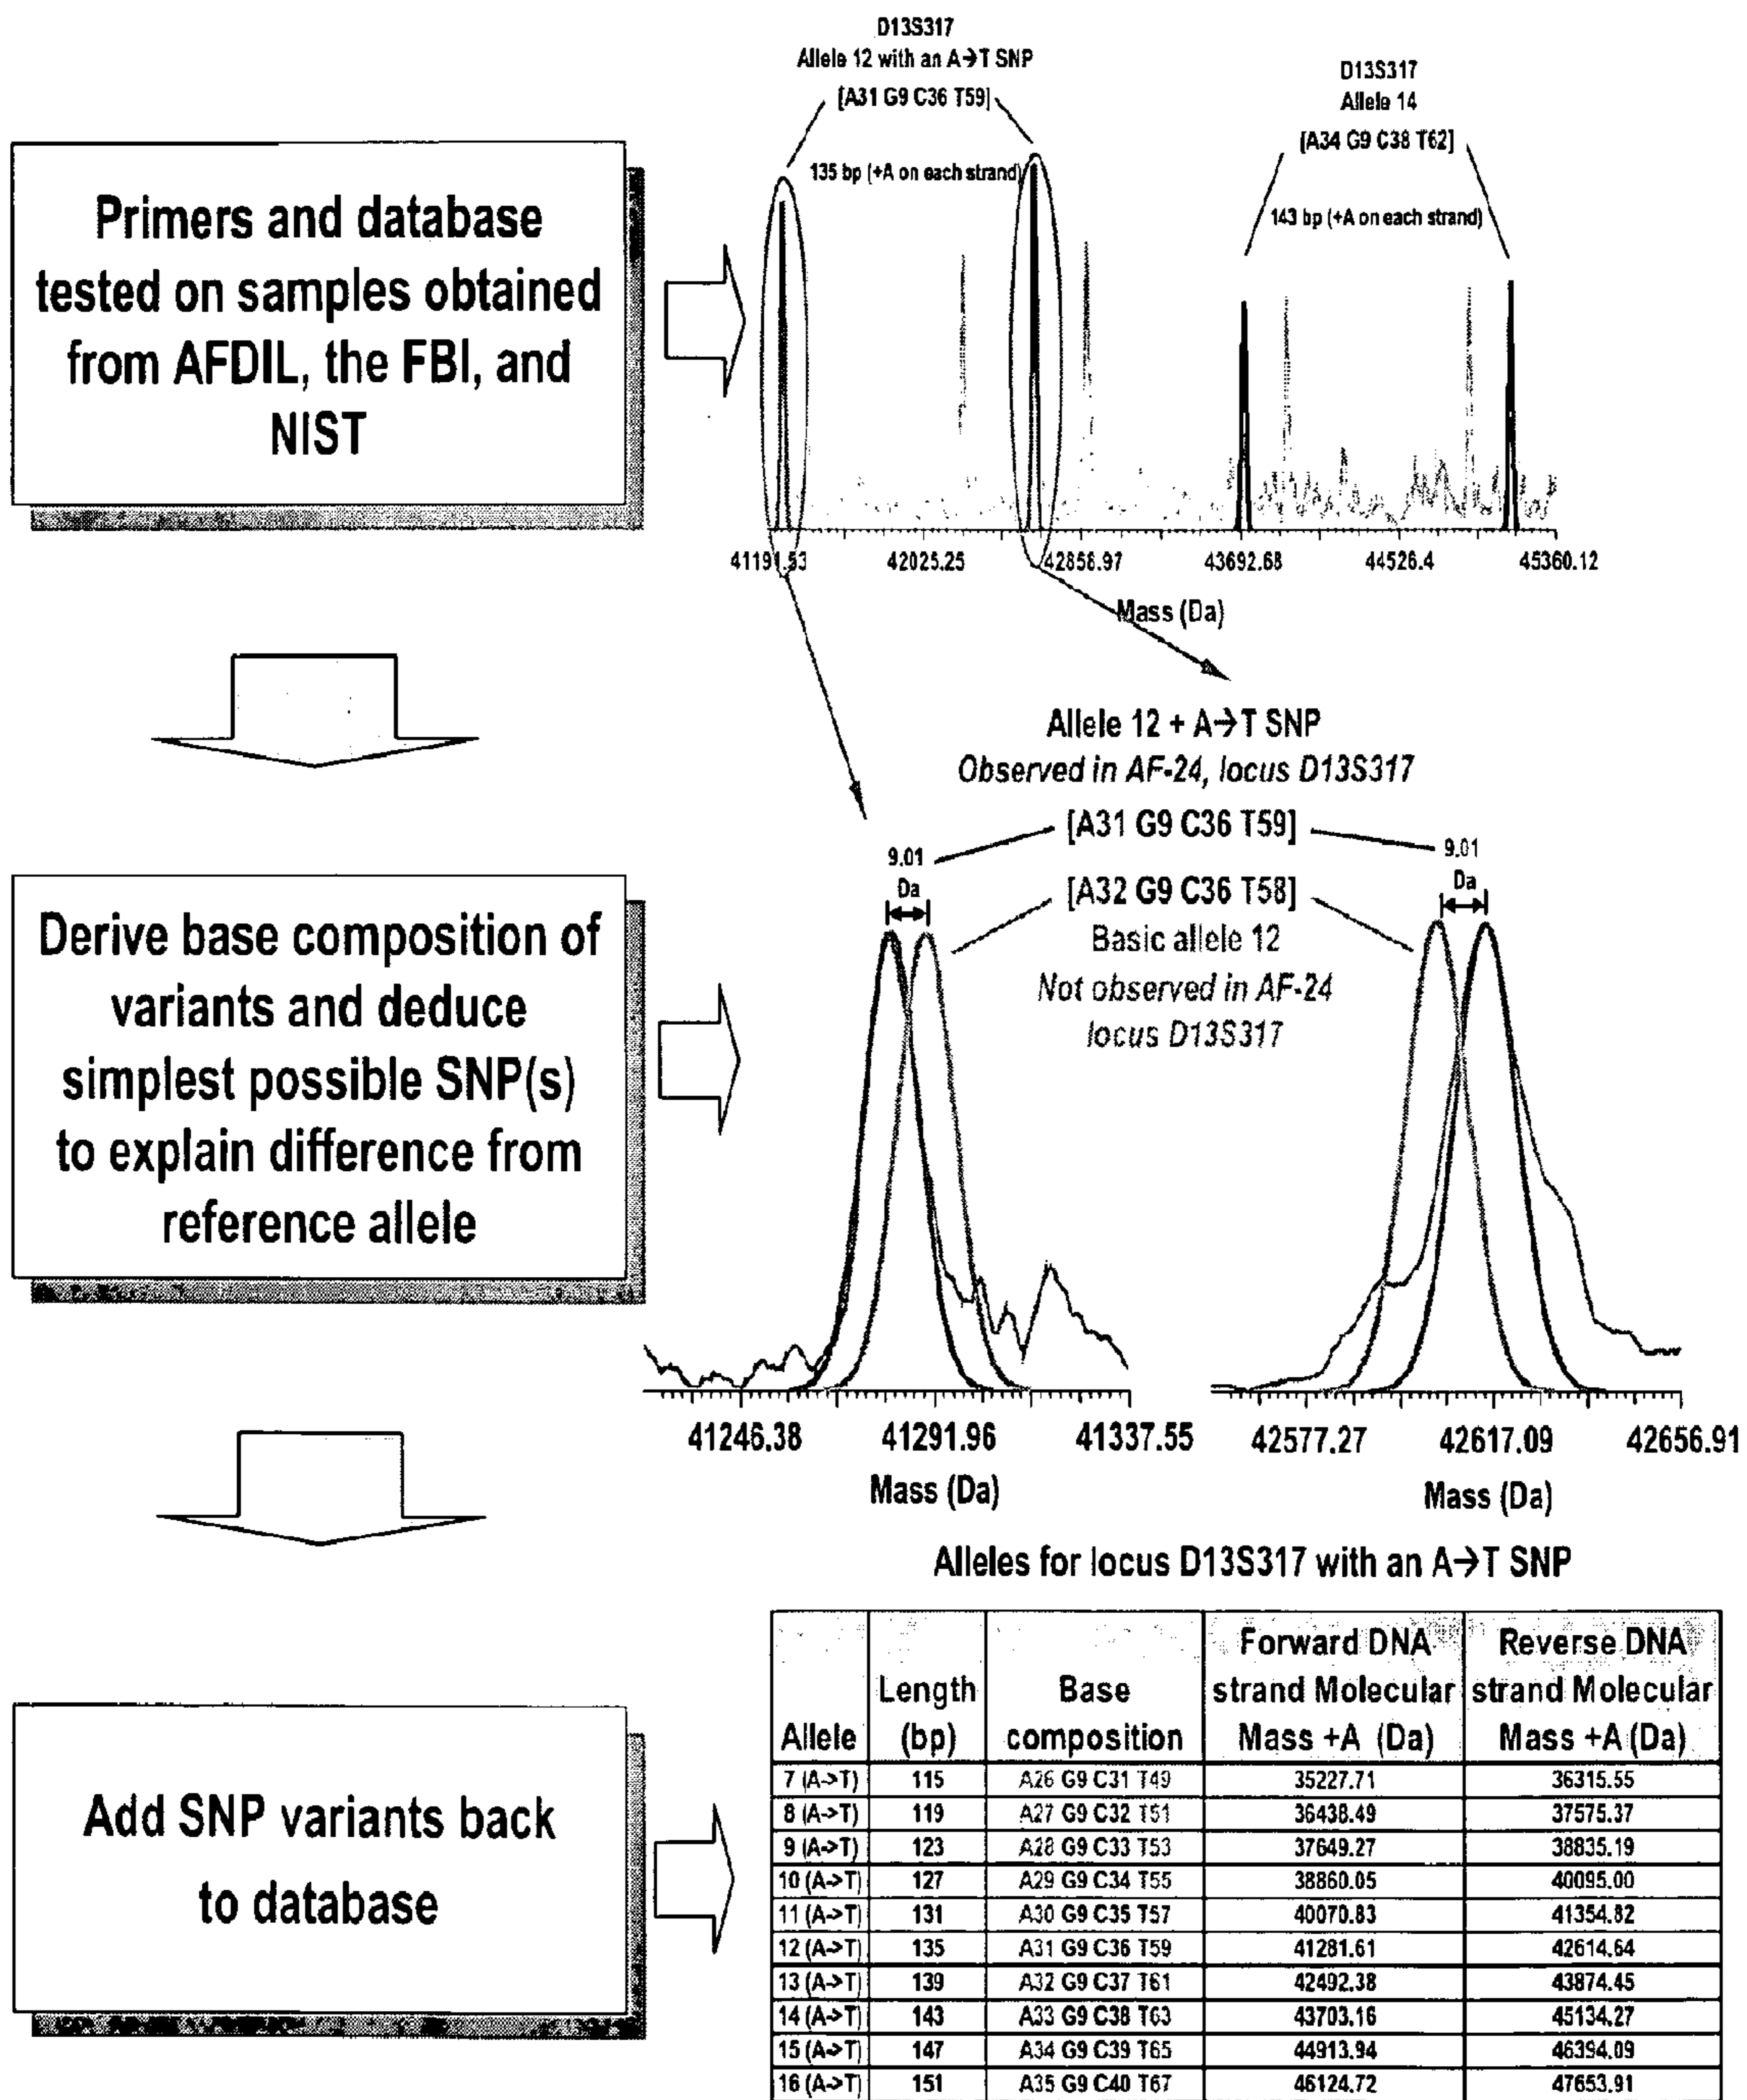 Primers and database
tested on samples obtained
from AFDIL, the FBI, and
NIST
D13S317
Allele 12 with an A→T SNP
[A31 G9 C36 T59]
135 bp (+A on each strand)
D13S317
Allele 14
[A34 G9 C38 T62]
143 bp (+A on each strand)
41191.53 42025.25 42858.97 43692.68 44526.4 45360.12
Mass (Da)
Derive base composition of
variants and deduce
simplest possible SNP(s)
to explain difference from
reference allele
Allele 12 + A→T SNP
Observed in AF-24, locus D13S317
[A31 G9 C36 T59]
9.01
Da
9.01
Da
[A32 G9 C36 T58]
Basic allele 12
Not observed in AF-24
locus D13S317
41246.38 41291.96 41337.55
Mass (Da)
42577.27 42617.09 42656.91
Mass (Da)
Add SNP variants back
to database
Alleles for locus D13S317 with an A→T SNP
Allele Length (bp) Base composition Forward DNA strand Molecular Mass +A (Da) Reverse DNA strand Molecular Mass +A (Da)
7 (A->T) 115 A26 G9 C31 T49 35227.71 36315.55
8 (A->T) 119 A27 G9 C32 T51 36438.49 37575.37
9 (A->T) 123 A28 G9 C33 T53 37649.27 38835.19
10 (A->T) 127 A29 G9 C34 T55 38860.05 40095.00
11 (A->T) 131 A30 G9 C35 T57 40070.83 41354.82
12 (A->T) 135 A31 G9 C36 T59 41281.61 42614.64
13 (A->T) 139 A32 G9 C37 T61 42492.38 43874.45
14 (A->T) 143 A33 G9 C38 T63 43703.16 45134.27
15 (A->T) 147 A34 G9 C39 T65 44913.94 46394.09
16 (A->T) 151 A35 G9 C40 T67 46124.72 47653.91